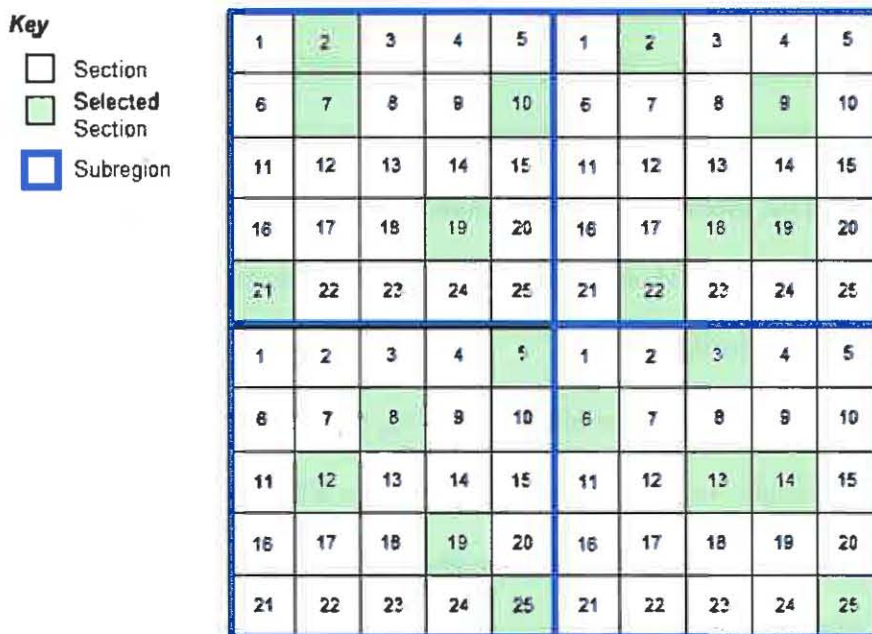 Key
Section
Selected
Section
Subregion
1 2 3 4 5 1 2 3 4 5
6 7 8 9 10 6 7 8 9 10
11 12 13 14 15 11 12 13 14 15
16 17 18 19 20 16 17 18 19 20
21 22 23 24 25 21 22 23 24 25
1 2 3 4 5 1 2 3 4 5
6 7 8 9 10 6 7 8 9 10
11 12 13 14 15 11 12 13 14 15
16 17 18 19 20 16 17 18 19 20
21 22 23 24 25 21 22 23 24 25